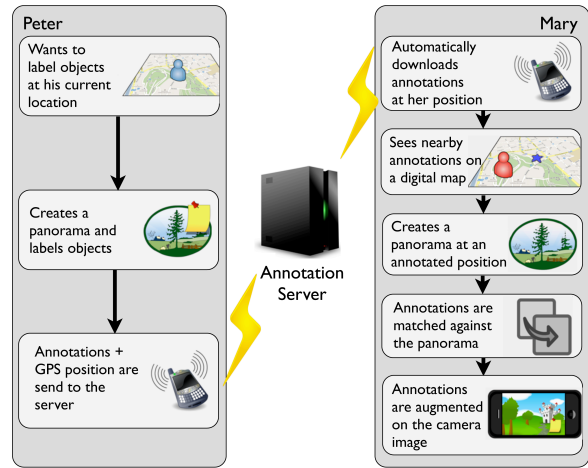 Peter
Wants to
label objects
at his current
location
Creates a
panorama and
labels objects
Annotations +
GPS position are
send to the
server
Annotation
Server
Mary
Automatically
downloads
annotations
at her position
Sees nearby
annotations on
a digital map
Creates a
panorama at an
annotated position
Annotations are
matched against
the panorama
Annotations
are augmented
on the camera
image